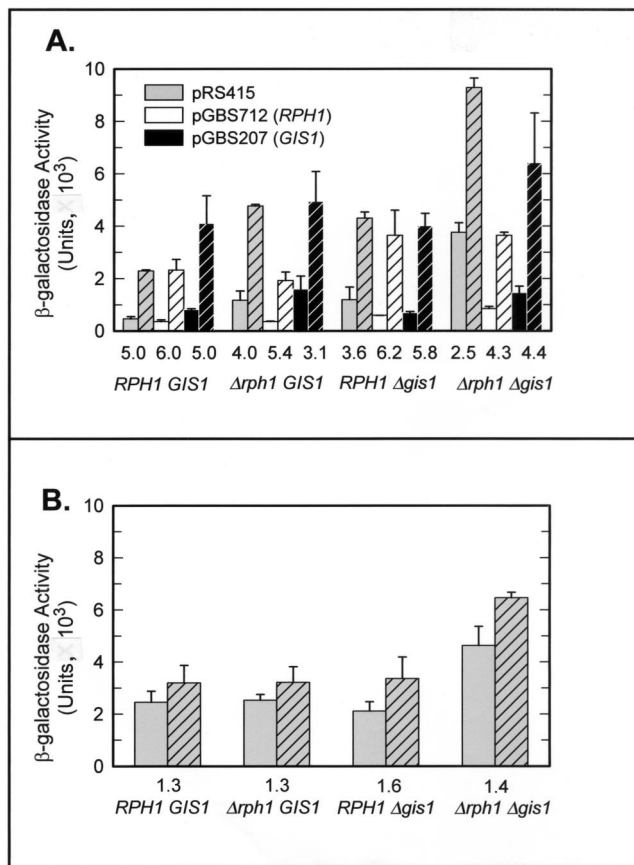 A.
10
8
6
4
2
0
β-galactosidase Activity
(Units, X 10³)
pRS415
pGBS712 (RPH1)
pGBS207 (GIS1)
5.0 6.0 5.0 4.0 5.4 3.1 3.6 6.2 5.8 2.5 4.3 4.4
RPH1 GIS1 Δrph1 GIS1 RPH1 Δgis1 Δrph1 Δgis1
B.
10
8
6
4
2
0
β-galactosidase Activity
(Units, X 10³)
1.3 1.3 1.6 1.4
RPH1 GIS1 Δrph1 GIS1 RPH1 Δgis1 Δrph1 Δgis1